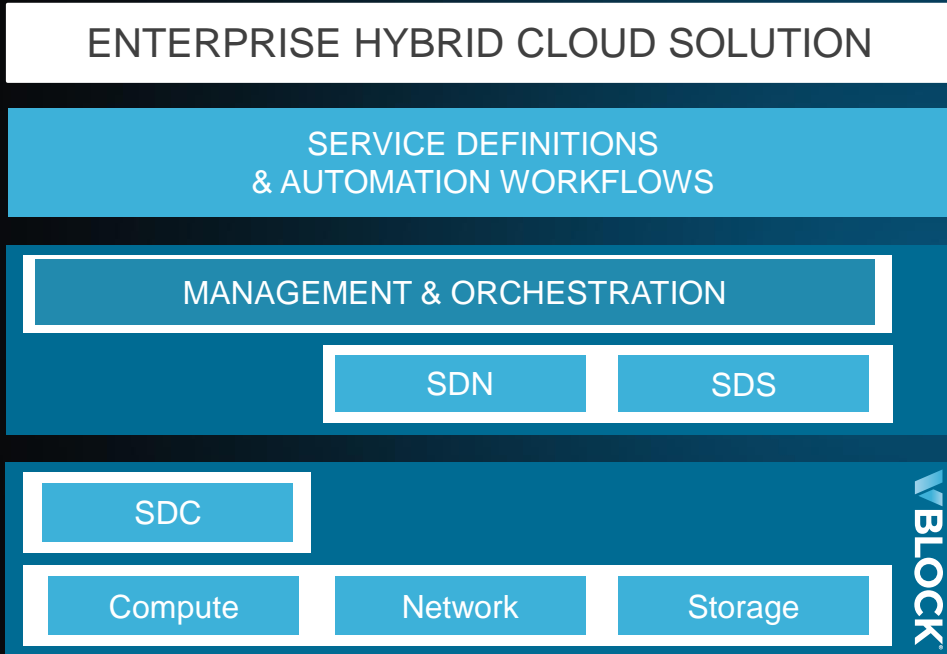 ENTERPRISE HYBRID CLOUD SOLUTION
SERVICE DEFINITIONS
& AUTOMATION WORKFLOWS
MANAGEMENT & ORCHESTRATION
SDN
SDS
SDC
Compute
Network
Storage
VBLOCK®